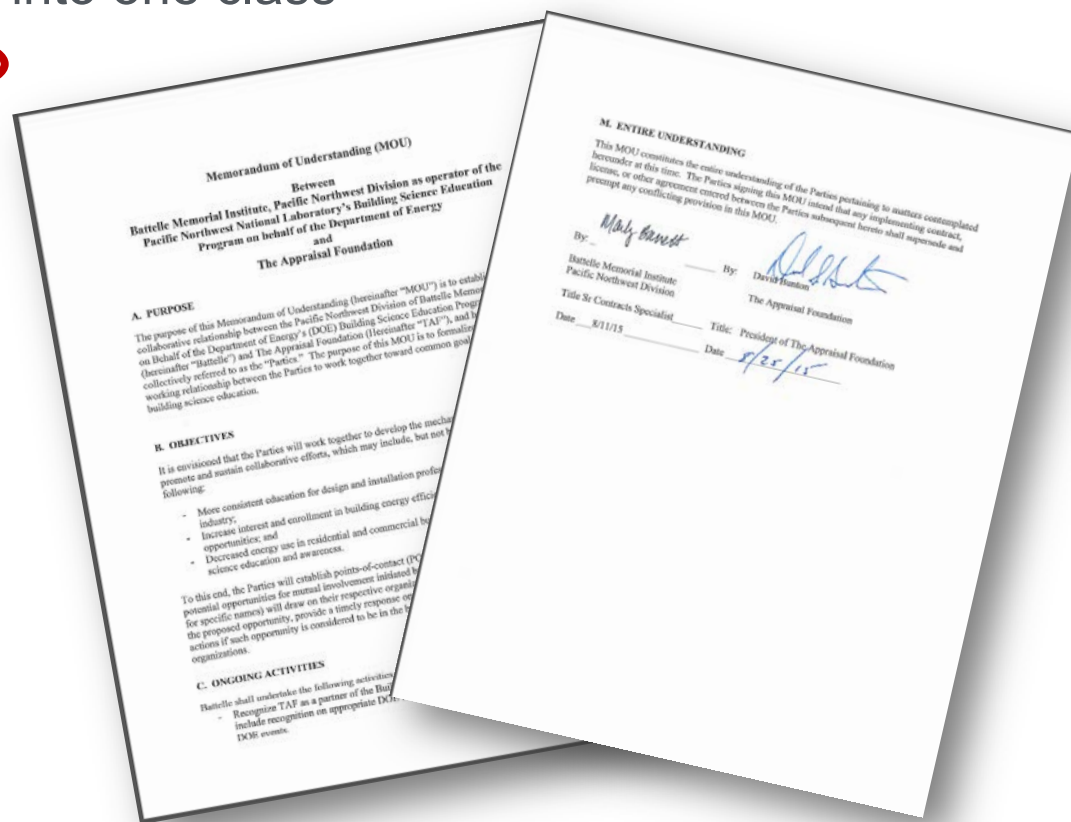 into one class
Memorandum of Understanding (MOU)
Between
Battelle Memorial Institute, Pacific Northwest Division as operator of the
Pacific Northwest National Laboratory's Building Science Education
Program on behalf of the Department of Energy
and
The Appraisal Foundation
A. PURPOSE
The purpose of this Memorandum of Understanding (hereinafter "MOU") is to establi
collaborative relationship between the Pacific Northwest Division of Battelle Memor
on Behalf of the Department of Energy's (DOE) Building Science Education Progr
(hereinafter "Battelle") and The Appraisal Foundation (Hereinafter "TAF"), and h
collectively referred to as the "Parties." The purpose of this MOU is to formaliz
working relationship between the Parties to work together toward common goal
building science education.
B. OBJECTIVES
It is envisioned that the Parties will work together to develop the mecha
promote and sustain collaborative efforts, which may include, but not b
following:
- More consistent education for design and installation profes
industry;
- Increase interest and enrollment in building energy effici
opportunities; and
- Decreased energy use in residential and commercial bu
science education and awareness.
To this end, the Parties will establish points-of-contact (PO
potential opportunities for mutual involvement initiated b
for specific names) will draw on their respective organiz
the proposed opportunity, provide a timely response on
actions if such opportunity is considered to be in the b
organizations.
C. ONGOING ACTIVITIES
Battelle shall undertake the following activities
- Recognize TAF as a partner of the Buil
include recognition on appropriate DOE
DOE events.
M. ENTIRE UNDERSTANDING
This MOU constitutes the entire understanding of the Parties pertaining to matters contemplated
hereunder at this time. The Parties signing this MOU intend that any implementing contract,
license, or other agreement entered between the Parties subsequent hereto shall supersede and
preempt any conflicting provision in this MOU.
By: By:
David Bunton
Battelle Memorial Institute
Pacific Northwest Division
The Appraisal Foundation
Title Sr Contracts Specialist Title: President of The Appraisal Foundation
Date 8/11/15 Date 8/25/15